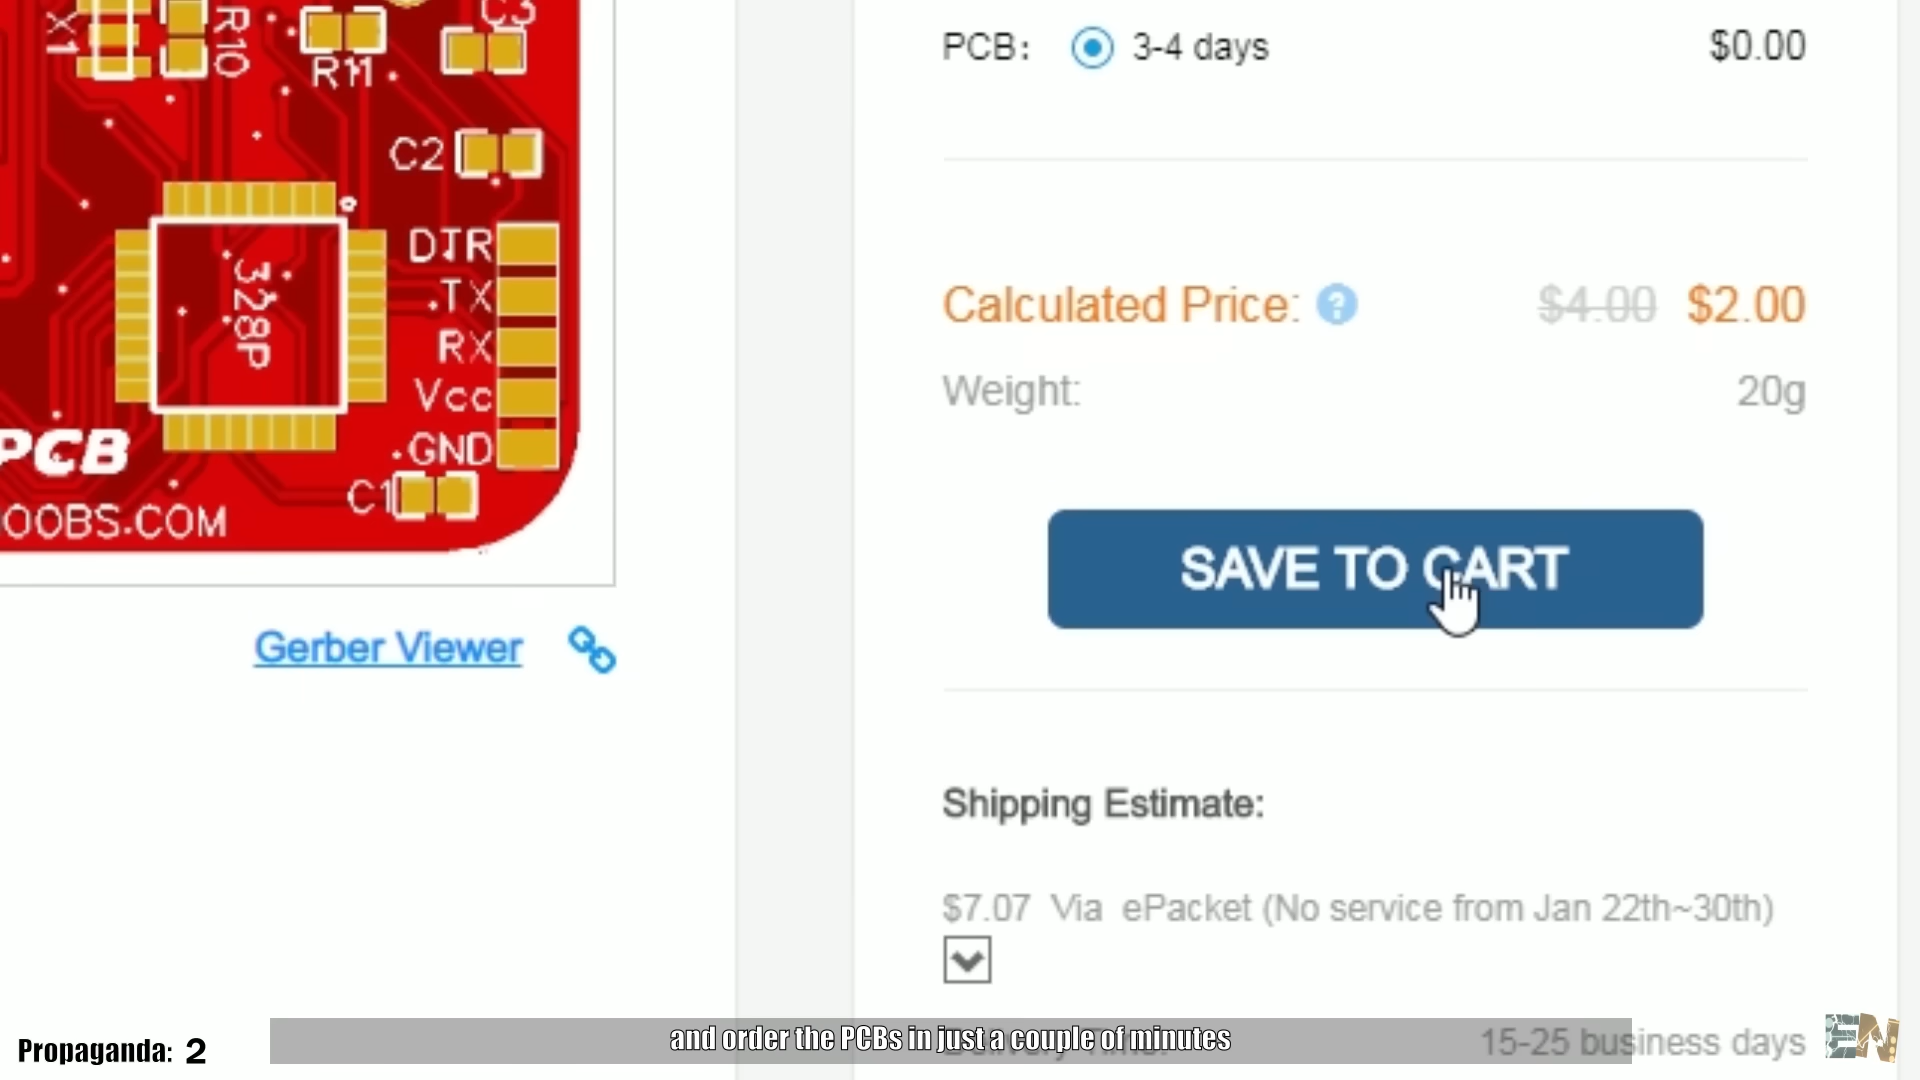 X1
R10
R11
C3
C2
DTR
TX
RX
Vcc
GND
328P
C1
PCB
OOBS.COM
Gerber Viewer
PCB:
3-4 days
$0.00
Calculated Price: ?
$4.00 $2.00
Weight:
20g
SAVE TO CART
Shipping Estimate:
$7.07 Via ePacket (No service from Jan 22th~30th)
Delivery Time:
15-25 business days
and order the PCBs in just a couple of minutes
Propaganda: 2
EN